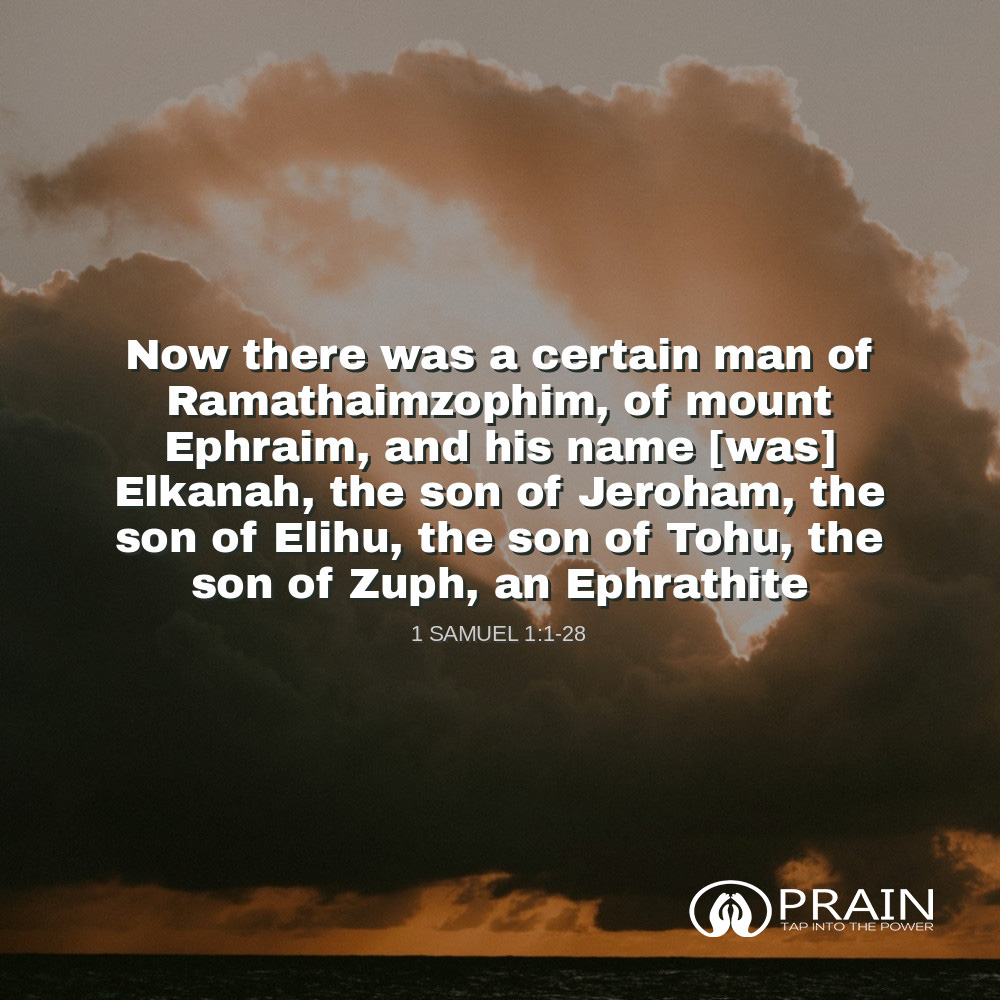 Now there was a certain man of
Ramathaimzophim, of mount
Ephraim, and his name [was]
Elkanah, the son of Jeroham, the
son of Elihu, the son of Tohu, the
son of Zuph, an Ephrathite
1 SAMUEL 1:1-28
PRAIN
TAP INTO THE POWER